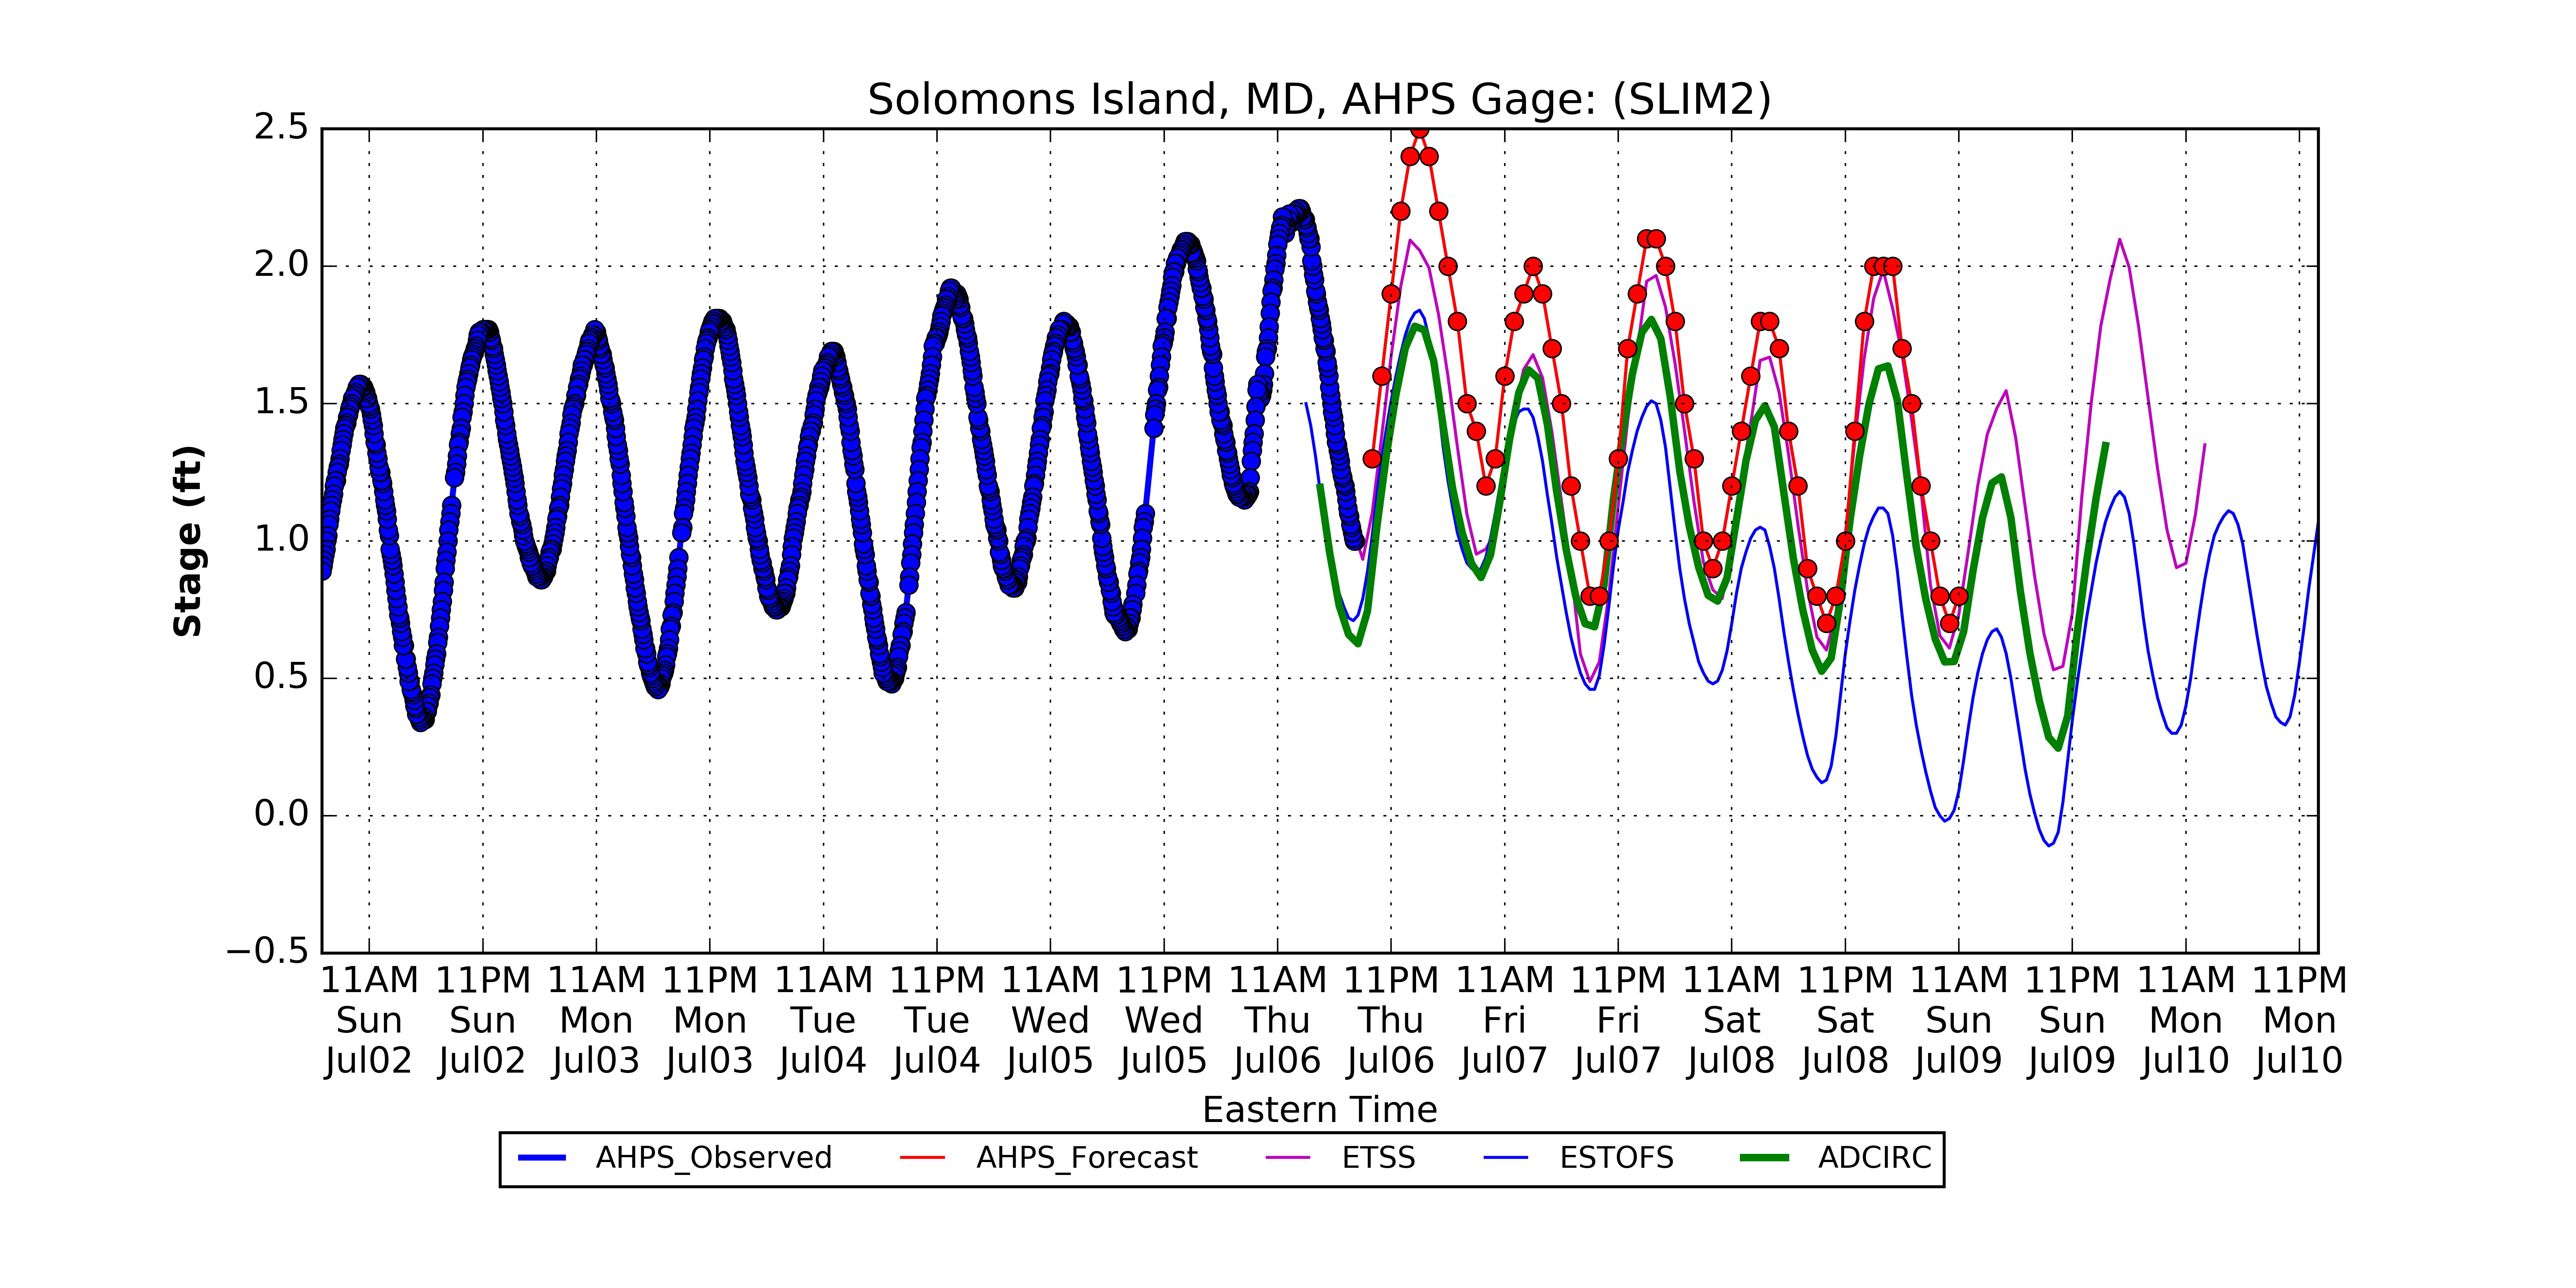 Solomons Island, MD, AHPS Gage: (SLIM2)
2.5
2.0
1.5
1.0
0.5
0.0
−0.5
Stage (ft)
11AM 11PM 11AM 11PM 11AM 11PM 11AM 11PM 11AM 11PM 11AM 11PM 11AM 11PM 11AM 11PM 11AM 11PM
Sun Sun Mon Mon Tue Tue Wed Wed Thu Thu Fri Fri Sat Sat Sun Sun Mon Mon
Jul02 Jul02 Jul03 Jul03 Jul04 Jul04 Jul05 Jul05 Jul06 Jul06 Jul07 Jul07 Jul08 Jul08 Jul09 Jul09 Jul10 Jul10
Eastern Time
AHPS_Observed AHPS_Forecast ETSS ESTOFS ADCIRC